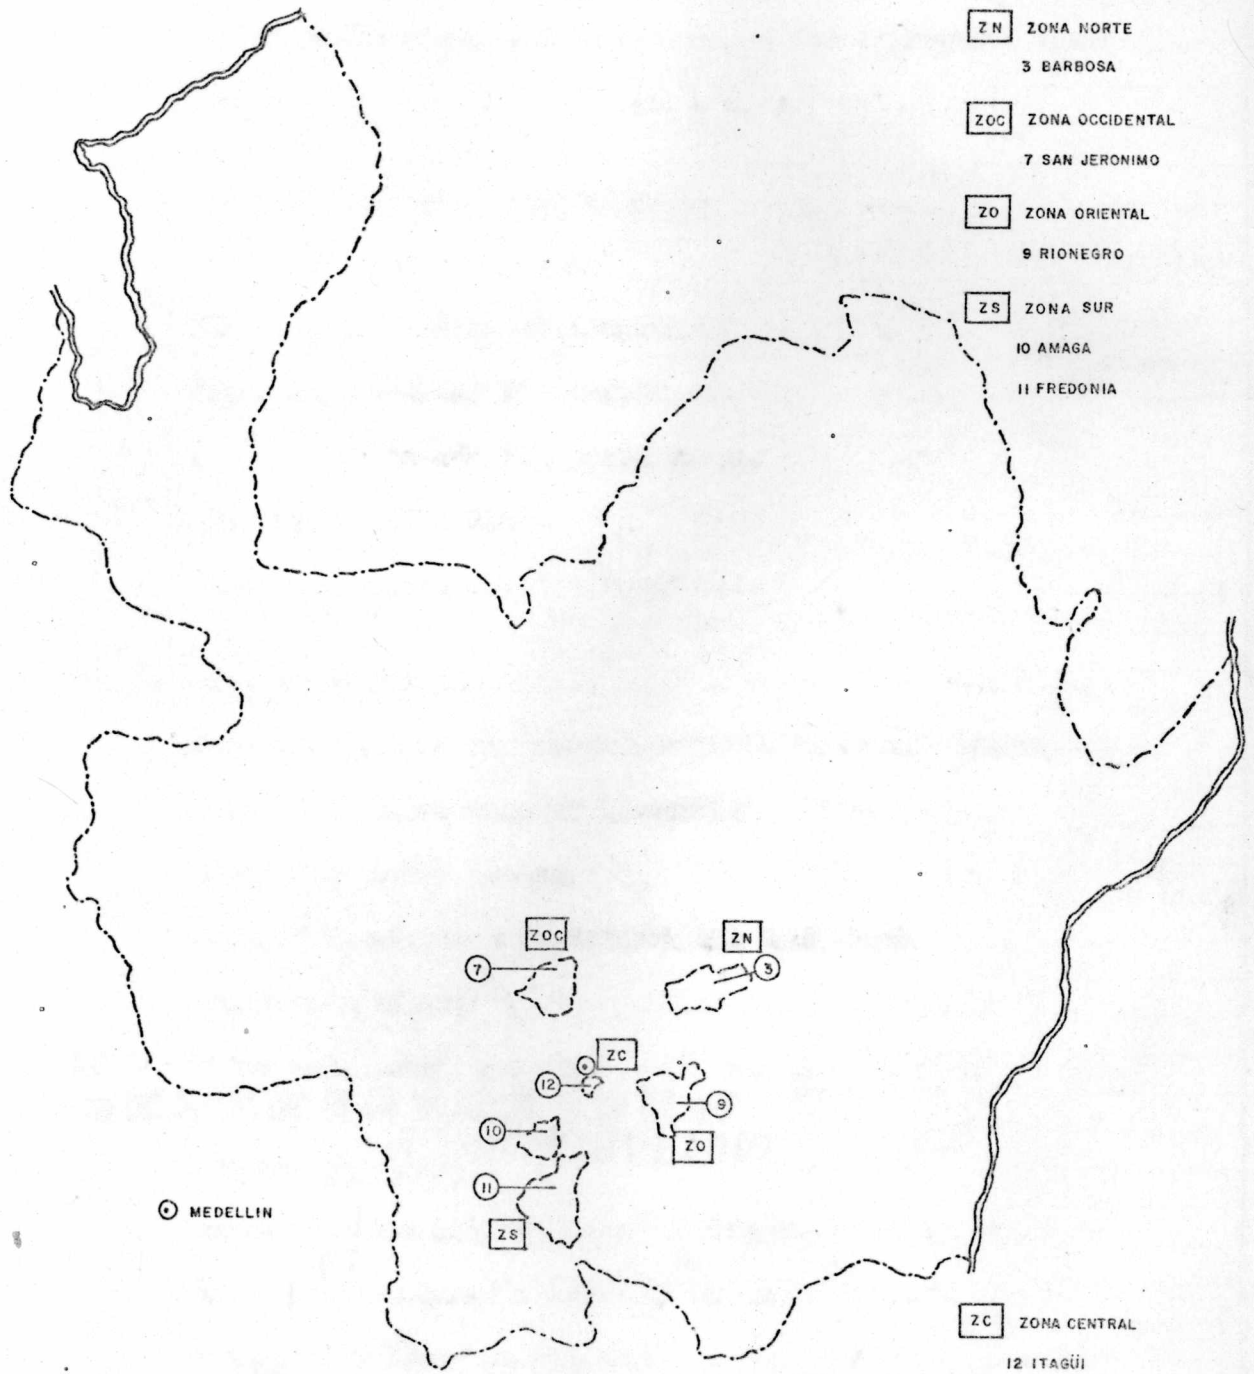 ZN ZONA NORTE
3 BARBOSA
ZOC ZONA OCCIDENTAL
7 SAN JERONIMO
ZO ZONA ORIENTAL
9 RIONEGRO
ZS ZONA SUR
10 AMAGA
11 FREDONIA
ZOC
ZN
7
3
ZC
12
9
10
ZO
11
MEDELLIN
ZS
ZC ZONA CENTRAL
12 ITAGÜI